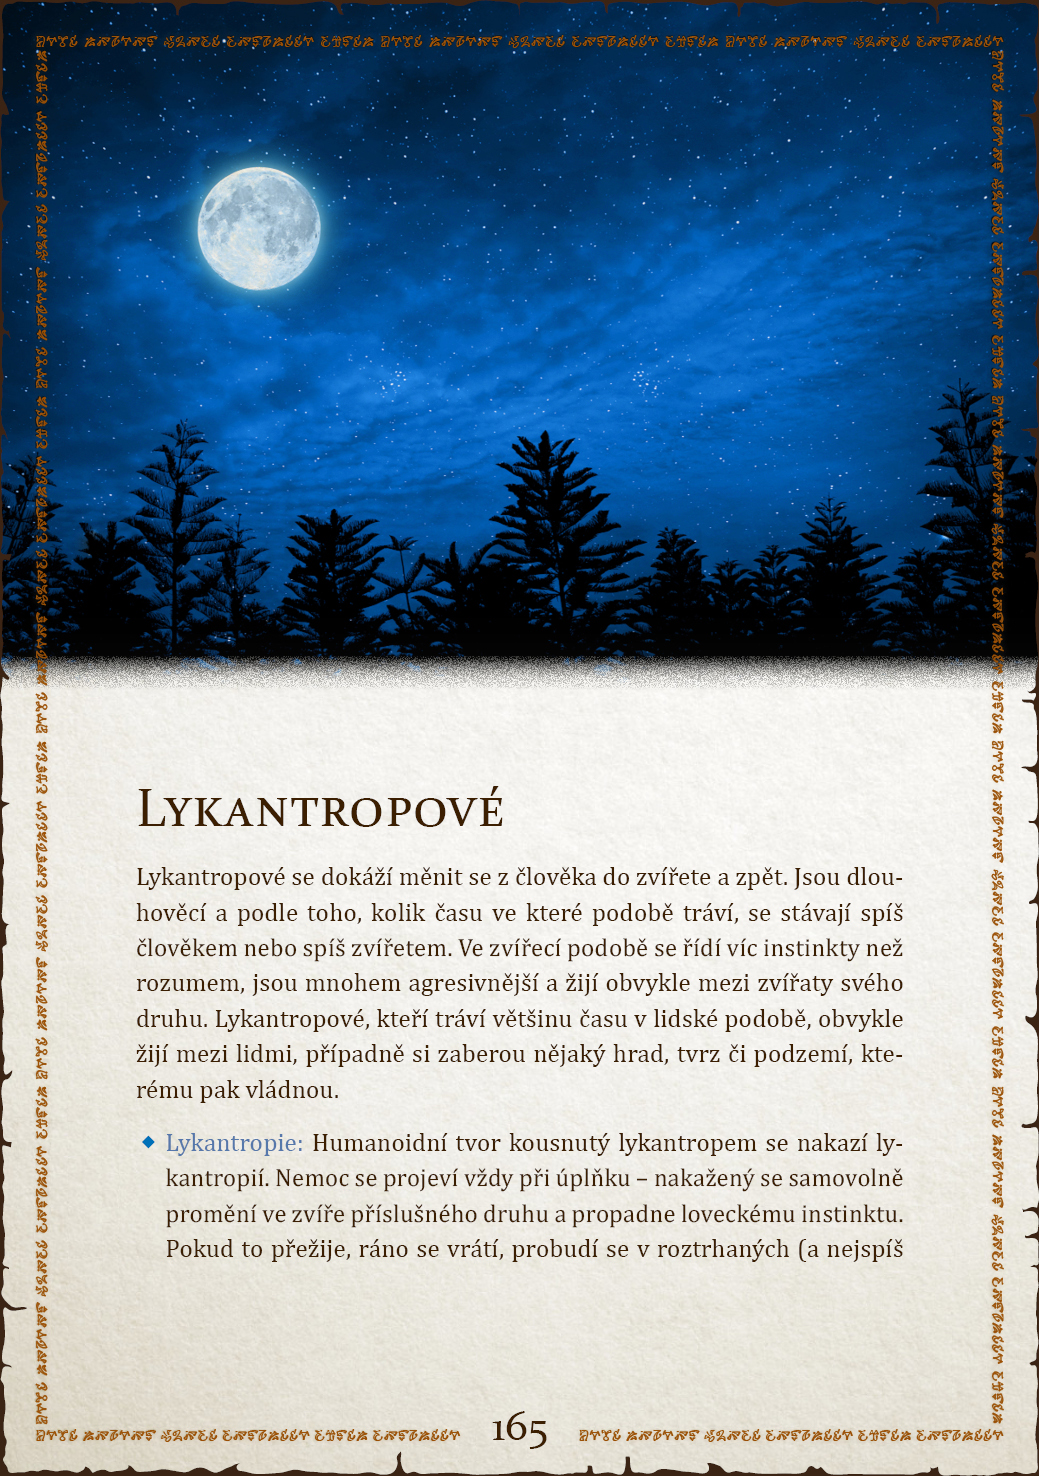 Lykantropové
Lykantropové se dokáží měnit se z člověka do zvířete a zpět. Jsou dlou-
hověcí a podle toho, kolik času ve které podobě tráví, se stávají spíš
člověkem nebo spíš zvířetem. Ve zvířecí podobě se řídí víc instinkty než
rozumem, jsou mnohem agresivnější a žijí obvykle mezi zvířaty svého
druhu. Lykantropové, kteří tráví většinu času v lidské podobě, obvykle
žijí mezi lidmi, případně si zaberou nějaký hrad, tvrz či podzemí, kte-
rému pak vládnou.
Lykantropie: Humanoidní tvor kousnutý lykantropem se nakazí ly-
kantropií. Nemoc se projeví vždy při úplňku – nakažený se samovolně
promění ve zvíře příslušného druhu a propadne loveckému instinktu.
Pokud to přežije, ráno se vrátí, probudí se v roztrhaných (a nejspíš
165